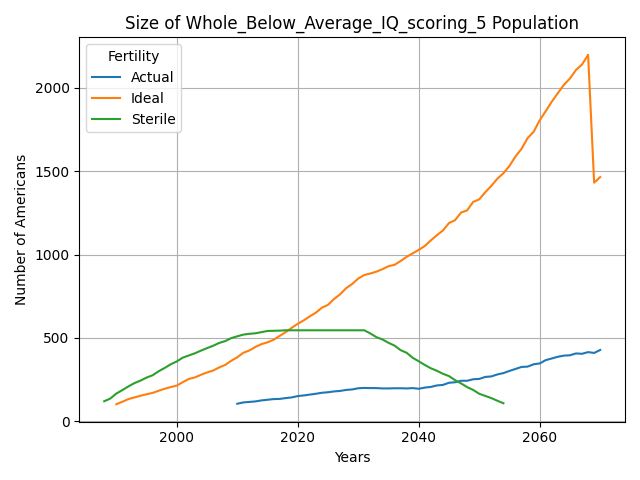 Size of Whole_Below_Average_IQ_scoring_5 Population
Fertility
Actual
Ideal
Sterile
Number of Americans
2000
1500
1000
500
0
2000
2020
2040
2060
Years